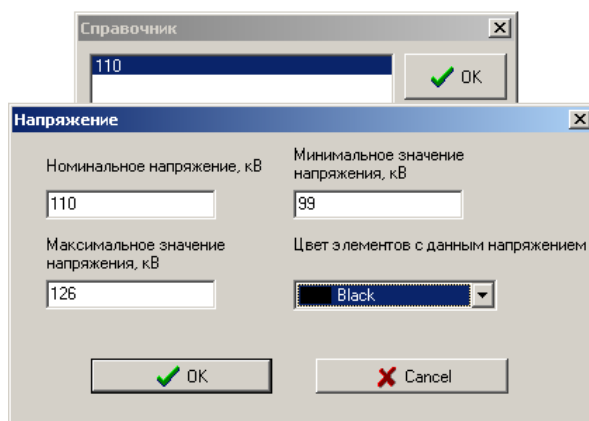 Справочник
110
OK
Напряжение
Номинальное напряжение, кВ
110
Минимальное значение
напряжения, кВ
99
Максимальное значение
напряжения, кВ
126
Цвет элементов с данным напряжением
Black
OK
Cancel